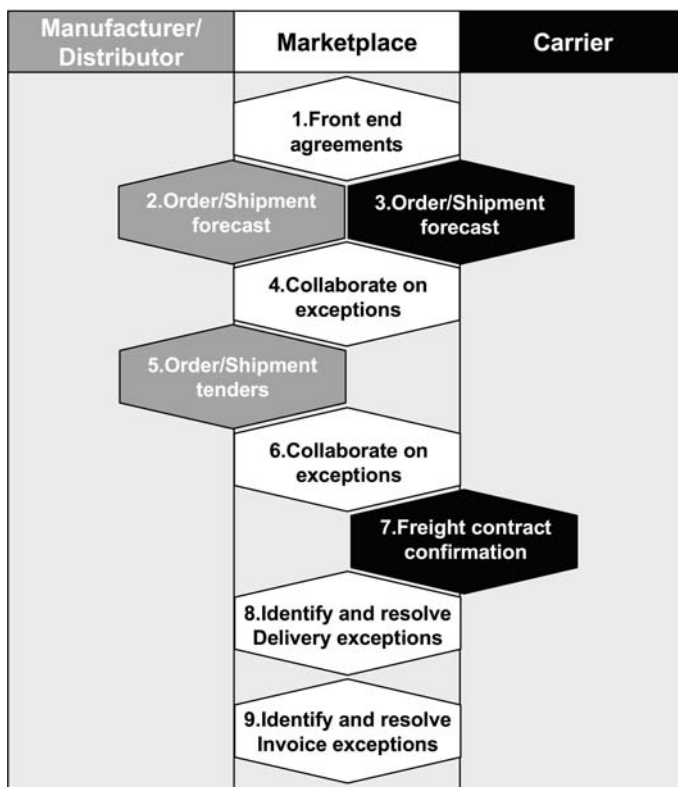 Manufacturer/
Distributor
Marketplace
Carrier
1.Front end
agreements
2.Order/Shipment
forecast
3.Order/Shipment
forecast
4.Collaborate on
exceptions
5.Order/Shipment
tenders
6.Collaborate on
exceptions
7.Freight contract
confirmation
8.Identify and resolve
Delivery exceptions
9.Identify and resolve
Invoice exceptions